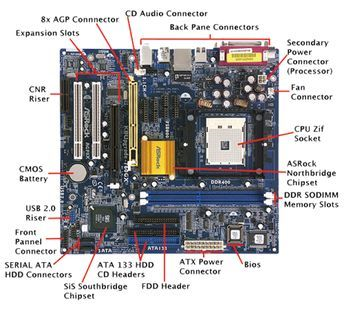 CD Audio Connector
8x AGP Connnector
Back Pane Connectors
Expansion Slots
Secondary
Power
Connector
(Processor)
Fan
Connector
CNR
Riser
CPU Zif
Socket
ASRock
ASRock
Northbridge
Chipset
CMOS
Battery
DDR400
DDR SODIMM
Memory Slots
USB 2.0
Riser
Front
Pannel
Connector
SATA
ATA133
SERIAL ATA
HDD Connectors
SiS Southbridge
Chipset
ATA 133 HDD
CD Headers
FDD Header
ATX Power
Connector
Bios